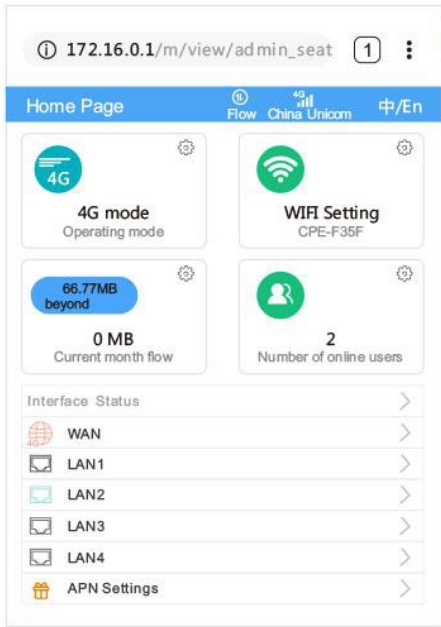 172.16.0.1/m/view/admin_seat
1
Home Page
Flow
4G
China Unicom
中/En
4G
4G mode
Operating mode
WIFI Setting
CPE-F35F
66.77MB
beyond
0 MB
Current month flow
2
Number of online users
Interface Status
4G
WAN
LAN1
LAN2
LAN3
LAN4
APN Settings